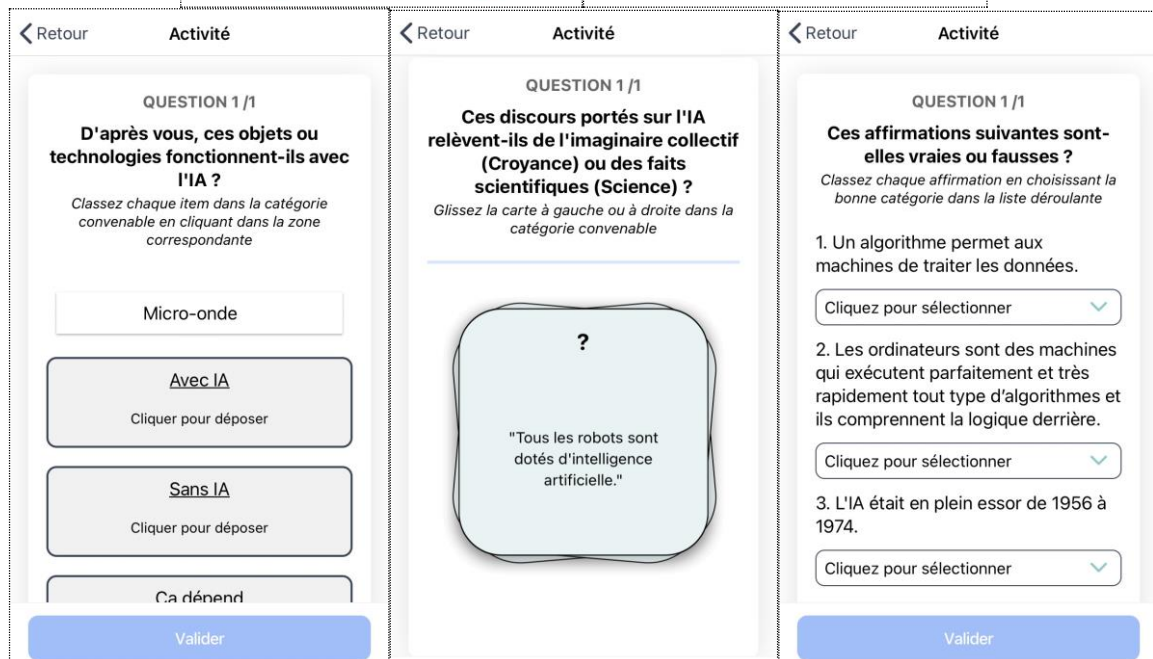 Retour
Activité
QUESTION 1 /1
D'après vous, ces objets ou
technologies fonctionnent-ils avec
l'IA ?
Classez chaque item dans la catégorie
convenable en cliquant dans la zone
correspondante
Micro-onde
Avec IA
Cliquer pour déposer
Sans IA
Cliquer pour déposer
Ça dépend
Valider
Retour
Activité
QUESTION 1 /1
Ces discours portés sur l'IA
relèvent-ils de l'imaginaire collectif
(Croyance) ou des faits
scientifiques (Science) ?
Glissez la carte à gauche ou à droite dans la
catégorie convenable
?
"Tous les robots sont
dotés d'intelligence
artificielle."
Retour
Activité
QUESTION 1 /1
Ces affirmations suivantes sont-
elles vraies ou fausses ?
Classez chaque affirmation en choisissant la
bonne catégorie dans la liste déroulante
1. Un algorithme permet aux
machines de traiter les données.
Cliquez pour sélectionner
2. Les ordinateurs sont des machines
qui exécutent parfaitement et très
rapidement tout type d'algorithmes et
ils comprennent la logique derrière.
Cliquez pour sélectionner
3. L'IA était en plein essor de 1956 à
1974.
Cliquez pour sélectionner
Valider